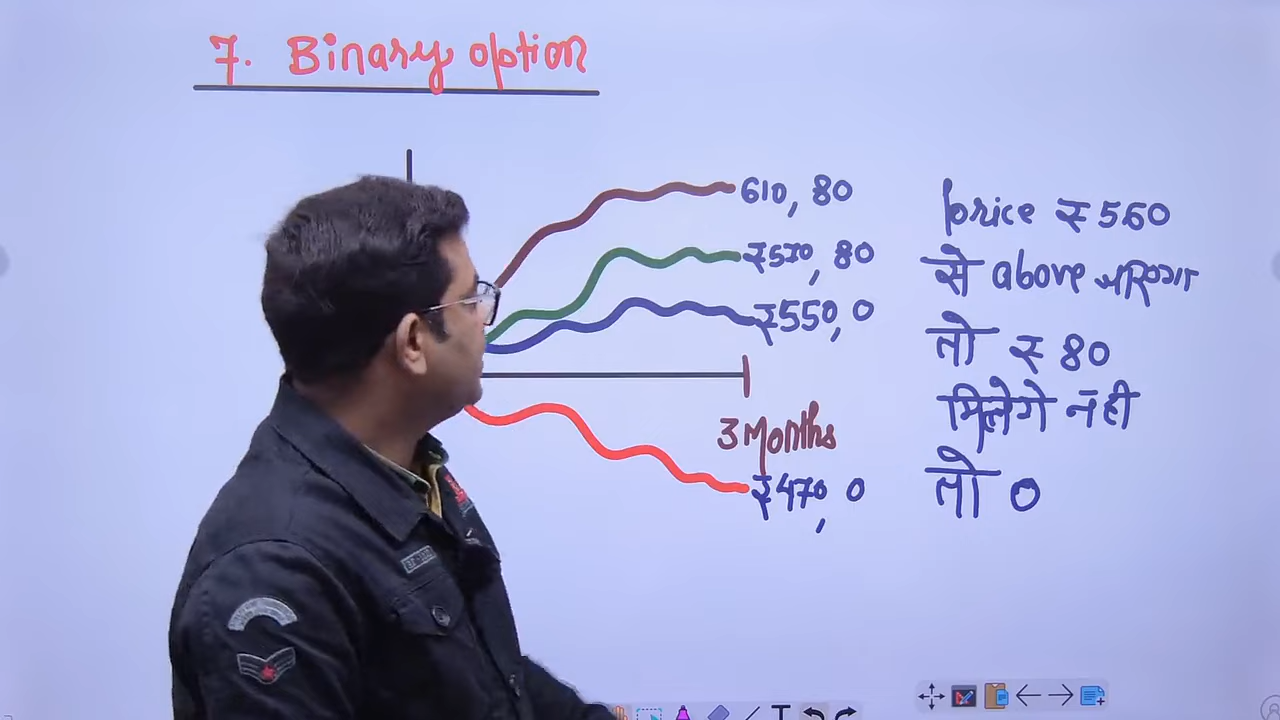 7. Binary option
610, 80
₹570, 80
₹550, 0
3 Months
₹470, 0
price ₹560
से above
तो ₹80
मिलेगे नही
तो 0
T